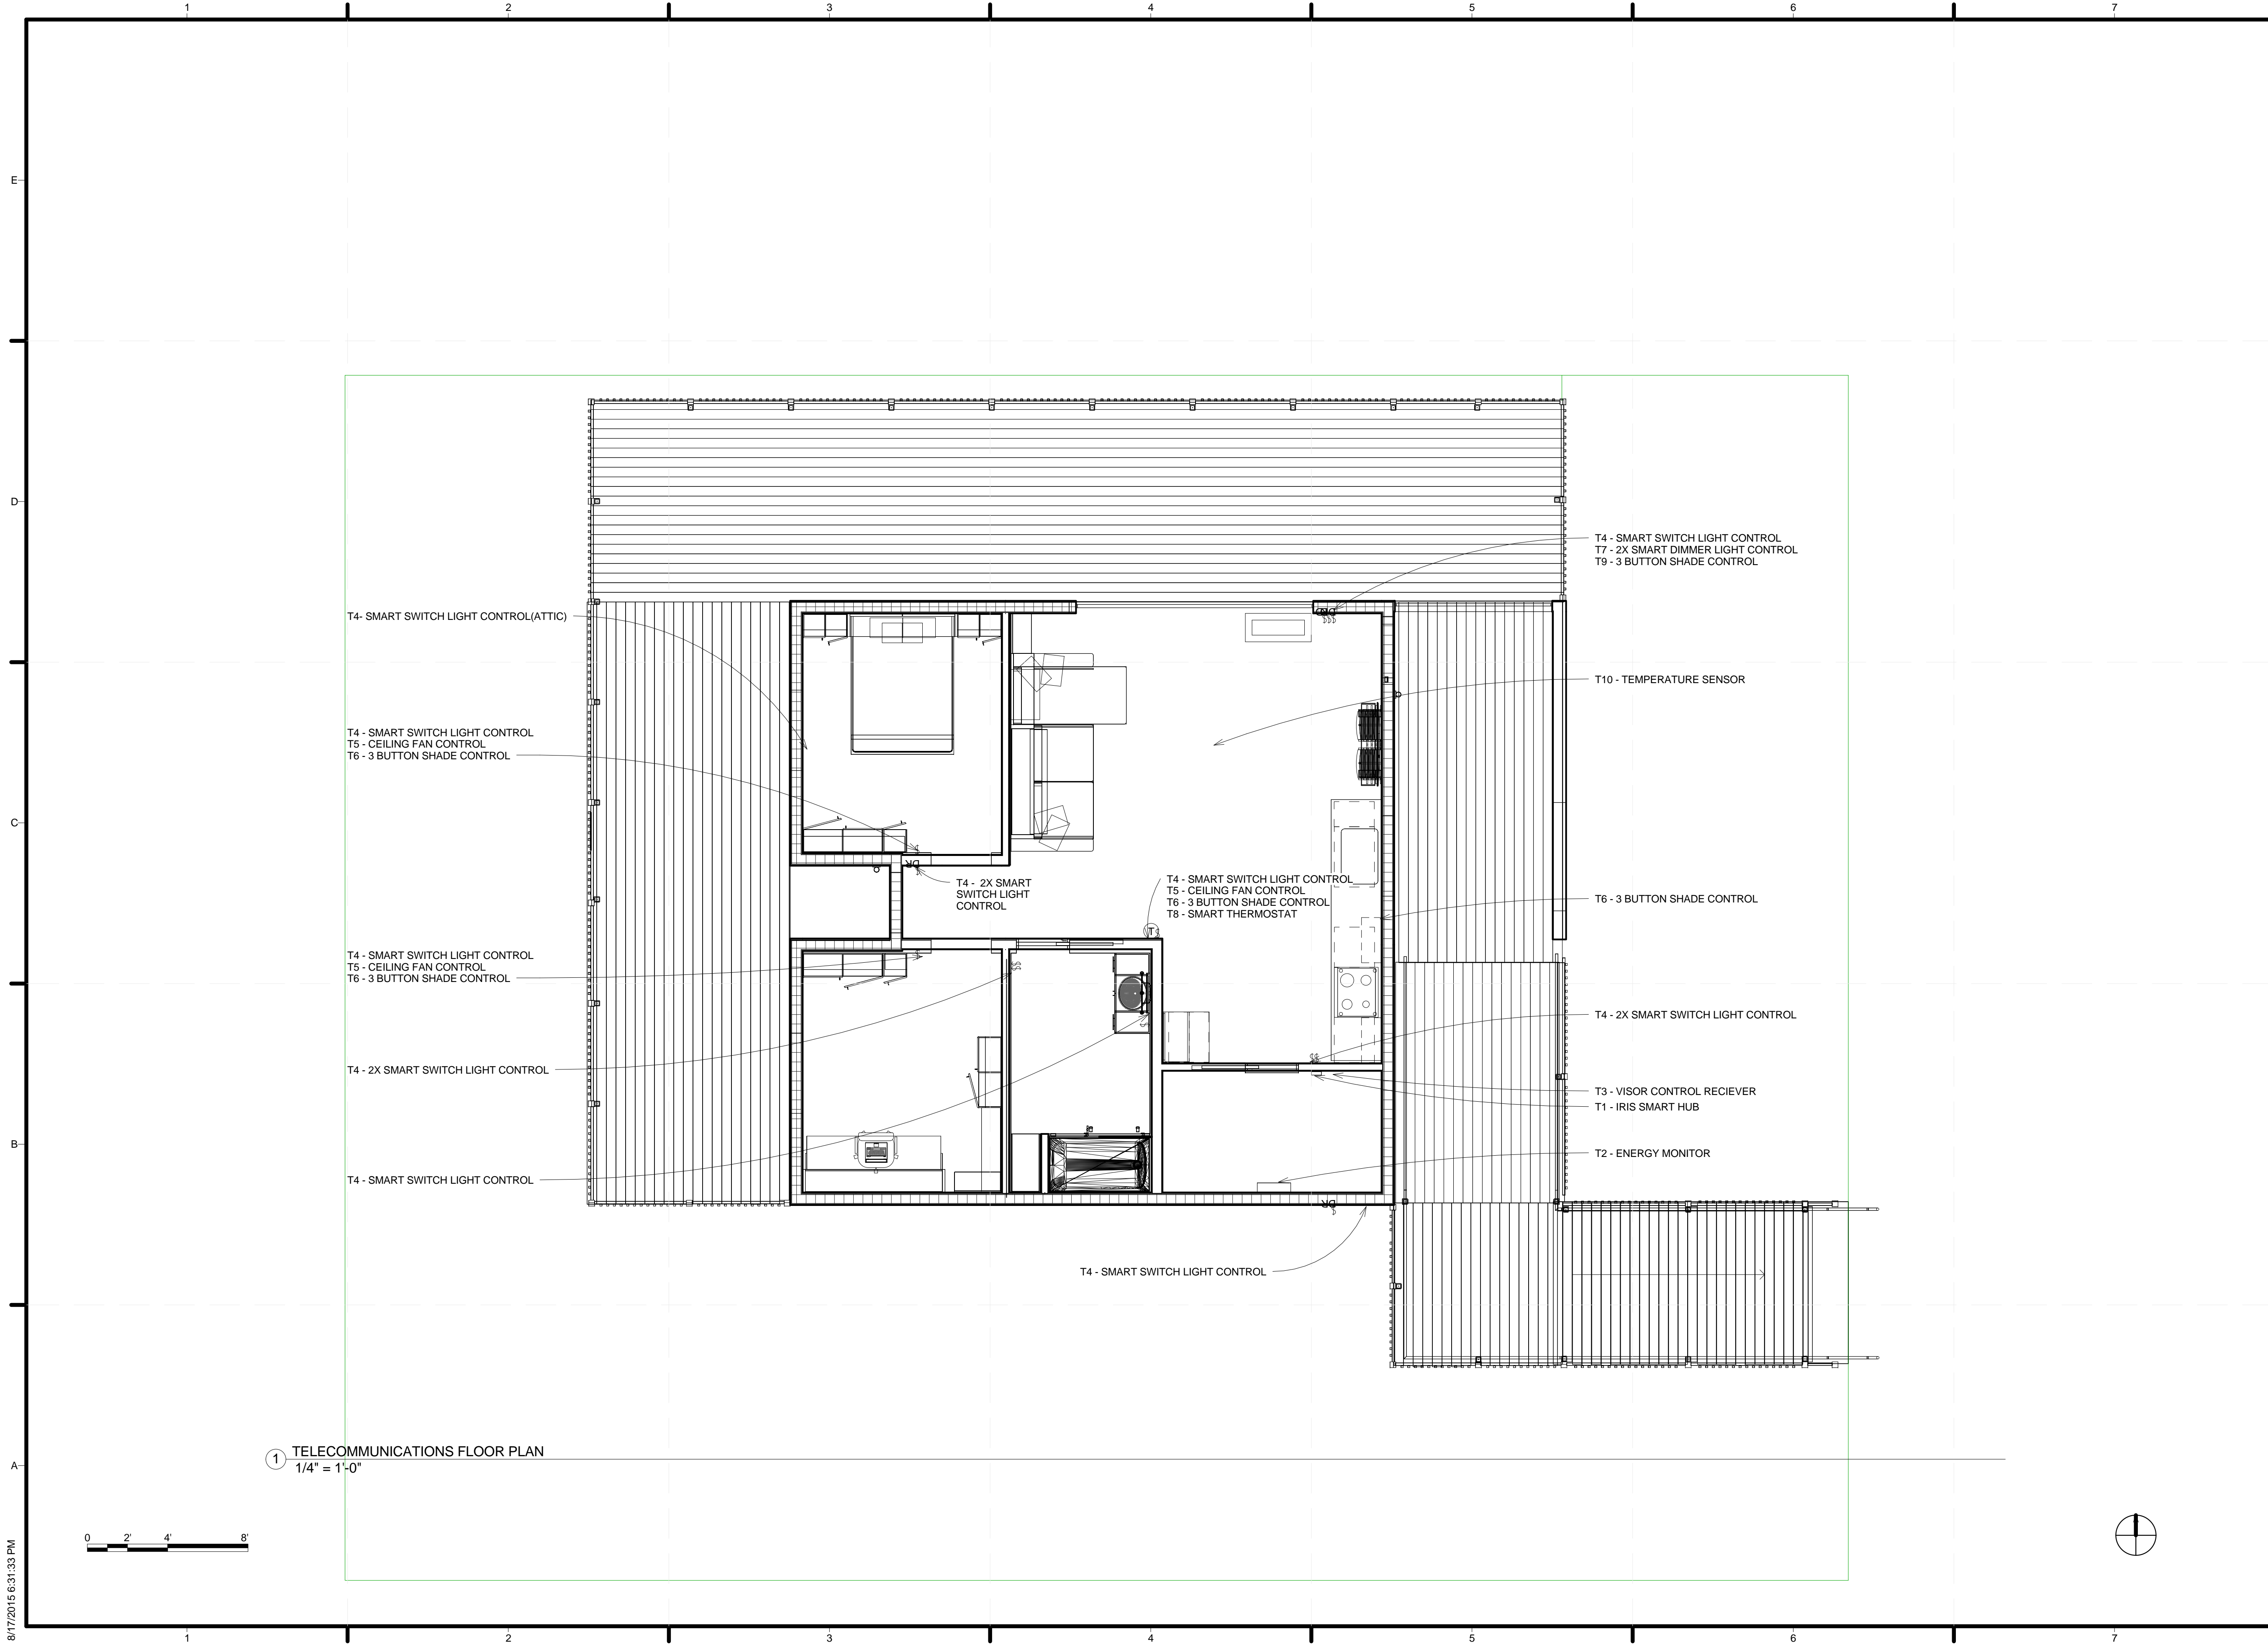 1 2 3 4 5 6 7
E
D
C
B
A
T4 - SMART SWITCH LIGHT CONTROL
T7 - 2X SMART DIMMER LIGHT CONTROL
T9 - 3 BUTTON SHADE CONTROL
T4- SMART SWITCH LIGHT CONTROL(ATTIC)
T10 - TEMPERATURE SENSOR
T4 - SMART SWITCH LIGHT CONTROL
T5 - CEILING FAN CONTROL
T6 - 3 BUTTON SHADE CONTROL
DR
T4 - 2X SMART
SWITCH LIGHT
CONTROL
T4 - SMART SWITCH LIGHT CONTROL
T5 - CEILING FAN CONTROL
T6 - 3 BUTTON SHADE CONTROL
T8 - SMART THERMOSTAT
T
T6 - 3 BUTTON SHADE CONTROL
T4 - SMART SWITCH LIGHT CONTROL
T5 - CEILING FAN CONTROL
T6 - 3 BUTTON SHADE CONTROL
T4 - 2X SMART SWITCH LIGHT CONTROL
T4 - 2X SMART SWITCH LIGHT CONTROL
T3 - VISOR CONTROL RECIEVER
T1 - IRIS SMART HUB
T2 - ENERGY MONITOR
T4 - SMART SWITCH LIGHT CONTROL
DR
T4 - SMART SWITCH LIGHT CONTROL
1 TELECOMMUNICATIONS FLOOR PLAN
1/4" = 1'-0"
0 2' 4' 8'
8/17/2015 6:31:33 PM
1 2 3 4 5 6 7